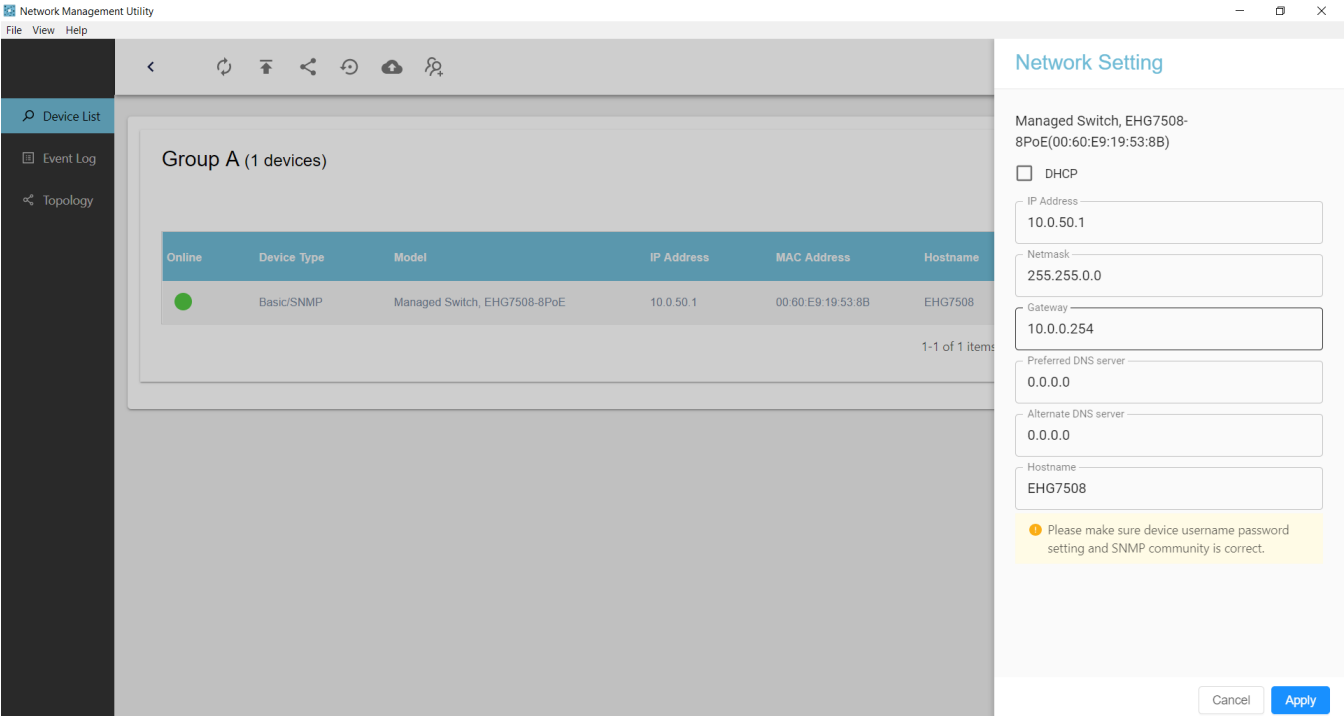 Network Management Utility
File View Help
Device List
Event Log
Topology
Group A (1 devices)
Online Device Type Model IP Address MAC Address Hostname
Basic/SNMP Managed Switch, EHG7508-8PoE 10.0.50.1 00:60:E9:19:53:8B EHG7508
1-1 of 1 items
Network Setting
Managed Switch, EHG7508-
8PoE(00:60:E9:19:53:8B)
DHCP
IP Address
10.0.50.1
Netmask
255.255.0.0
Gateway
10.0.0.254
Preferred DNS server
0.0.0.0
Alternate DNS server
0.0.0.0
Hostname
EHG7508
Please make sure device username password
setting and SNMP community is correct.
Cancel Apply